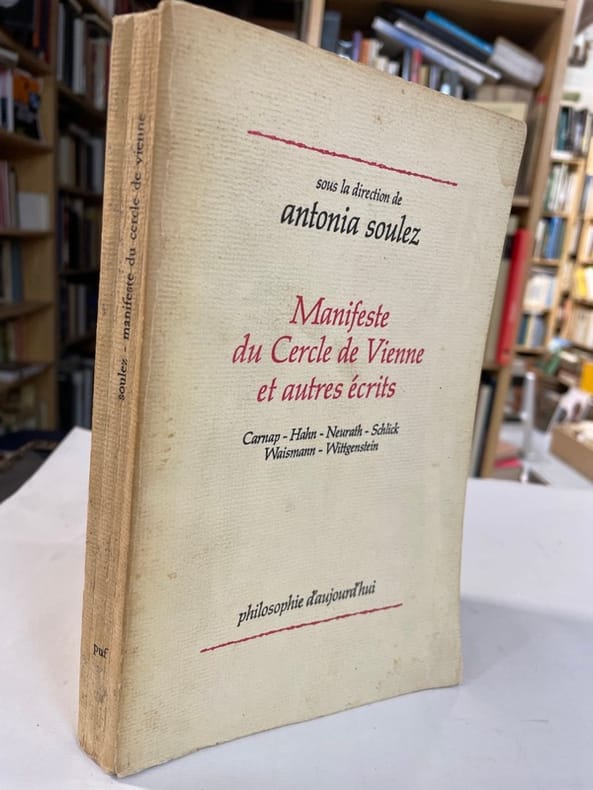 sous la direction de
antonia soulez
Manifeste
du Cercle de Vienne
et autres écrits
Carnap - Hahn - Neurath - Schlick
Waismann - Wittgenstein
philosophie d'aujourd'hui
soulez manifeste du cercle de vienne
puf